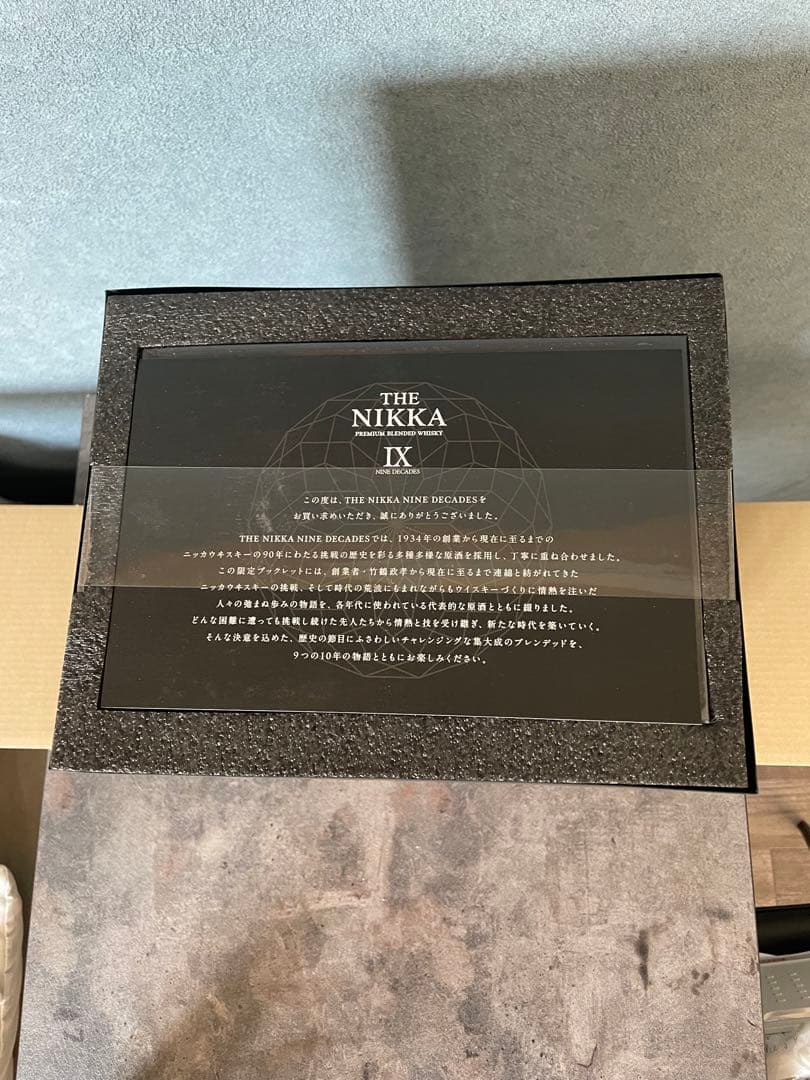 THE
NIKKA
PREMIUM BLENDED WHISKY
IX
NINE DECADES
この度は、THE NIKKA NINE DECADESを
お買い求めいただき、誠にありがとうございました。
THE NIKKA NINE DECADESでは、1934年の創業から現在に至るまでの
ニッカウヰスキーの90年にわたる挑戦の歴史を彩る多種多様な原酒を採用し、丁寧に重ね合わせました。
この限定ブックレットには、創業者・竹鶴政孝から現在に至るまで連綿と紡がれてきた
ニッカウヰスキーの挑戦、そして時代の荒波にもまれながらもウイスキーづくりに情熱を注いだ
人々の弛まぬ歩みの物語を、各年代に使われている代表的な原酒とともに綴りました。
どんな困難に遭っても挑戦し続けた先人たちから情熱と技を受け継ぎ、新たな時代を築いていく。
そんな決意を込めた、歴史の節目にふさわしいチャレンジングな集大成のブレンデッドを、
9つの10年の物語とともにお楽しみください。